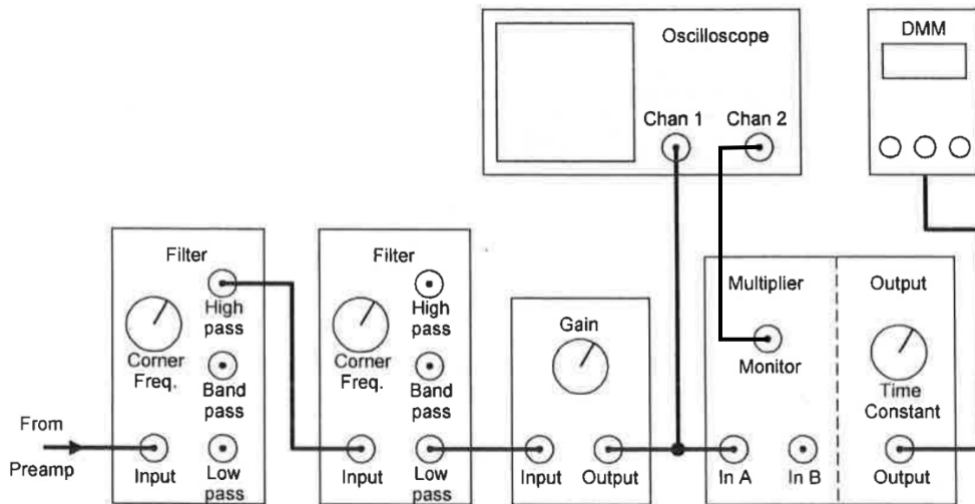 Oscilloscope
Chan 1
Chan 2
DMM
Filter
High
pass
Corner
Freq.
Band
pass
Input
Low
pass
From
Preamp
Filter
High
pass
Corner
Freq.
Band
pass
Input
Low
pass
Gain
Input
Output
Multiplier
Monitor
In A
In B
Output
Time
Constant
Output